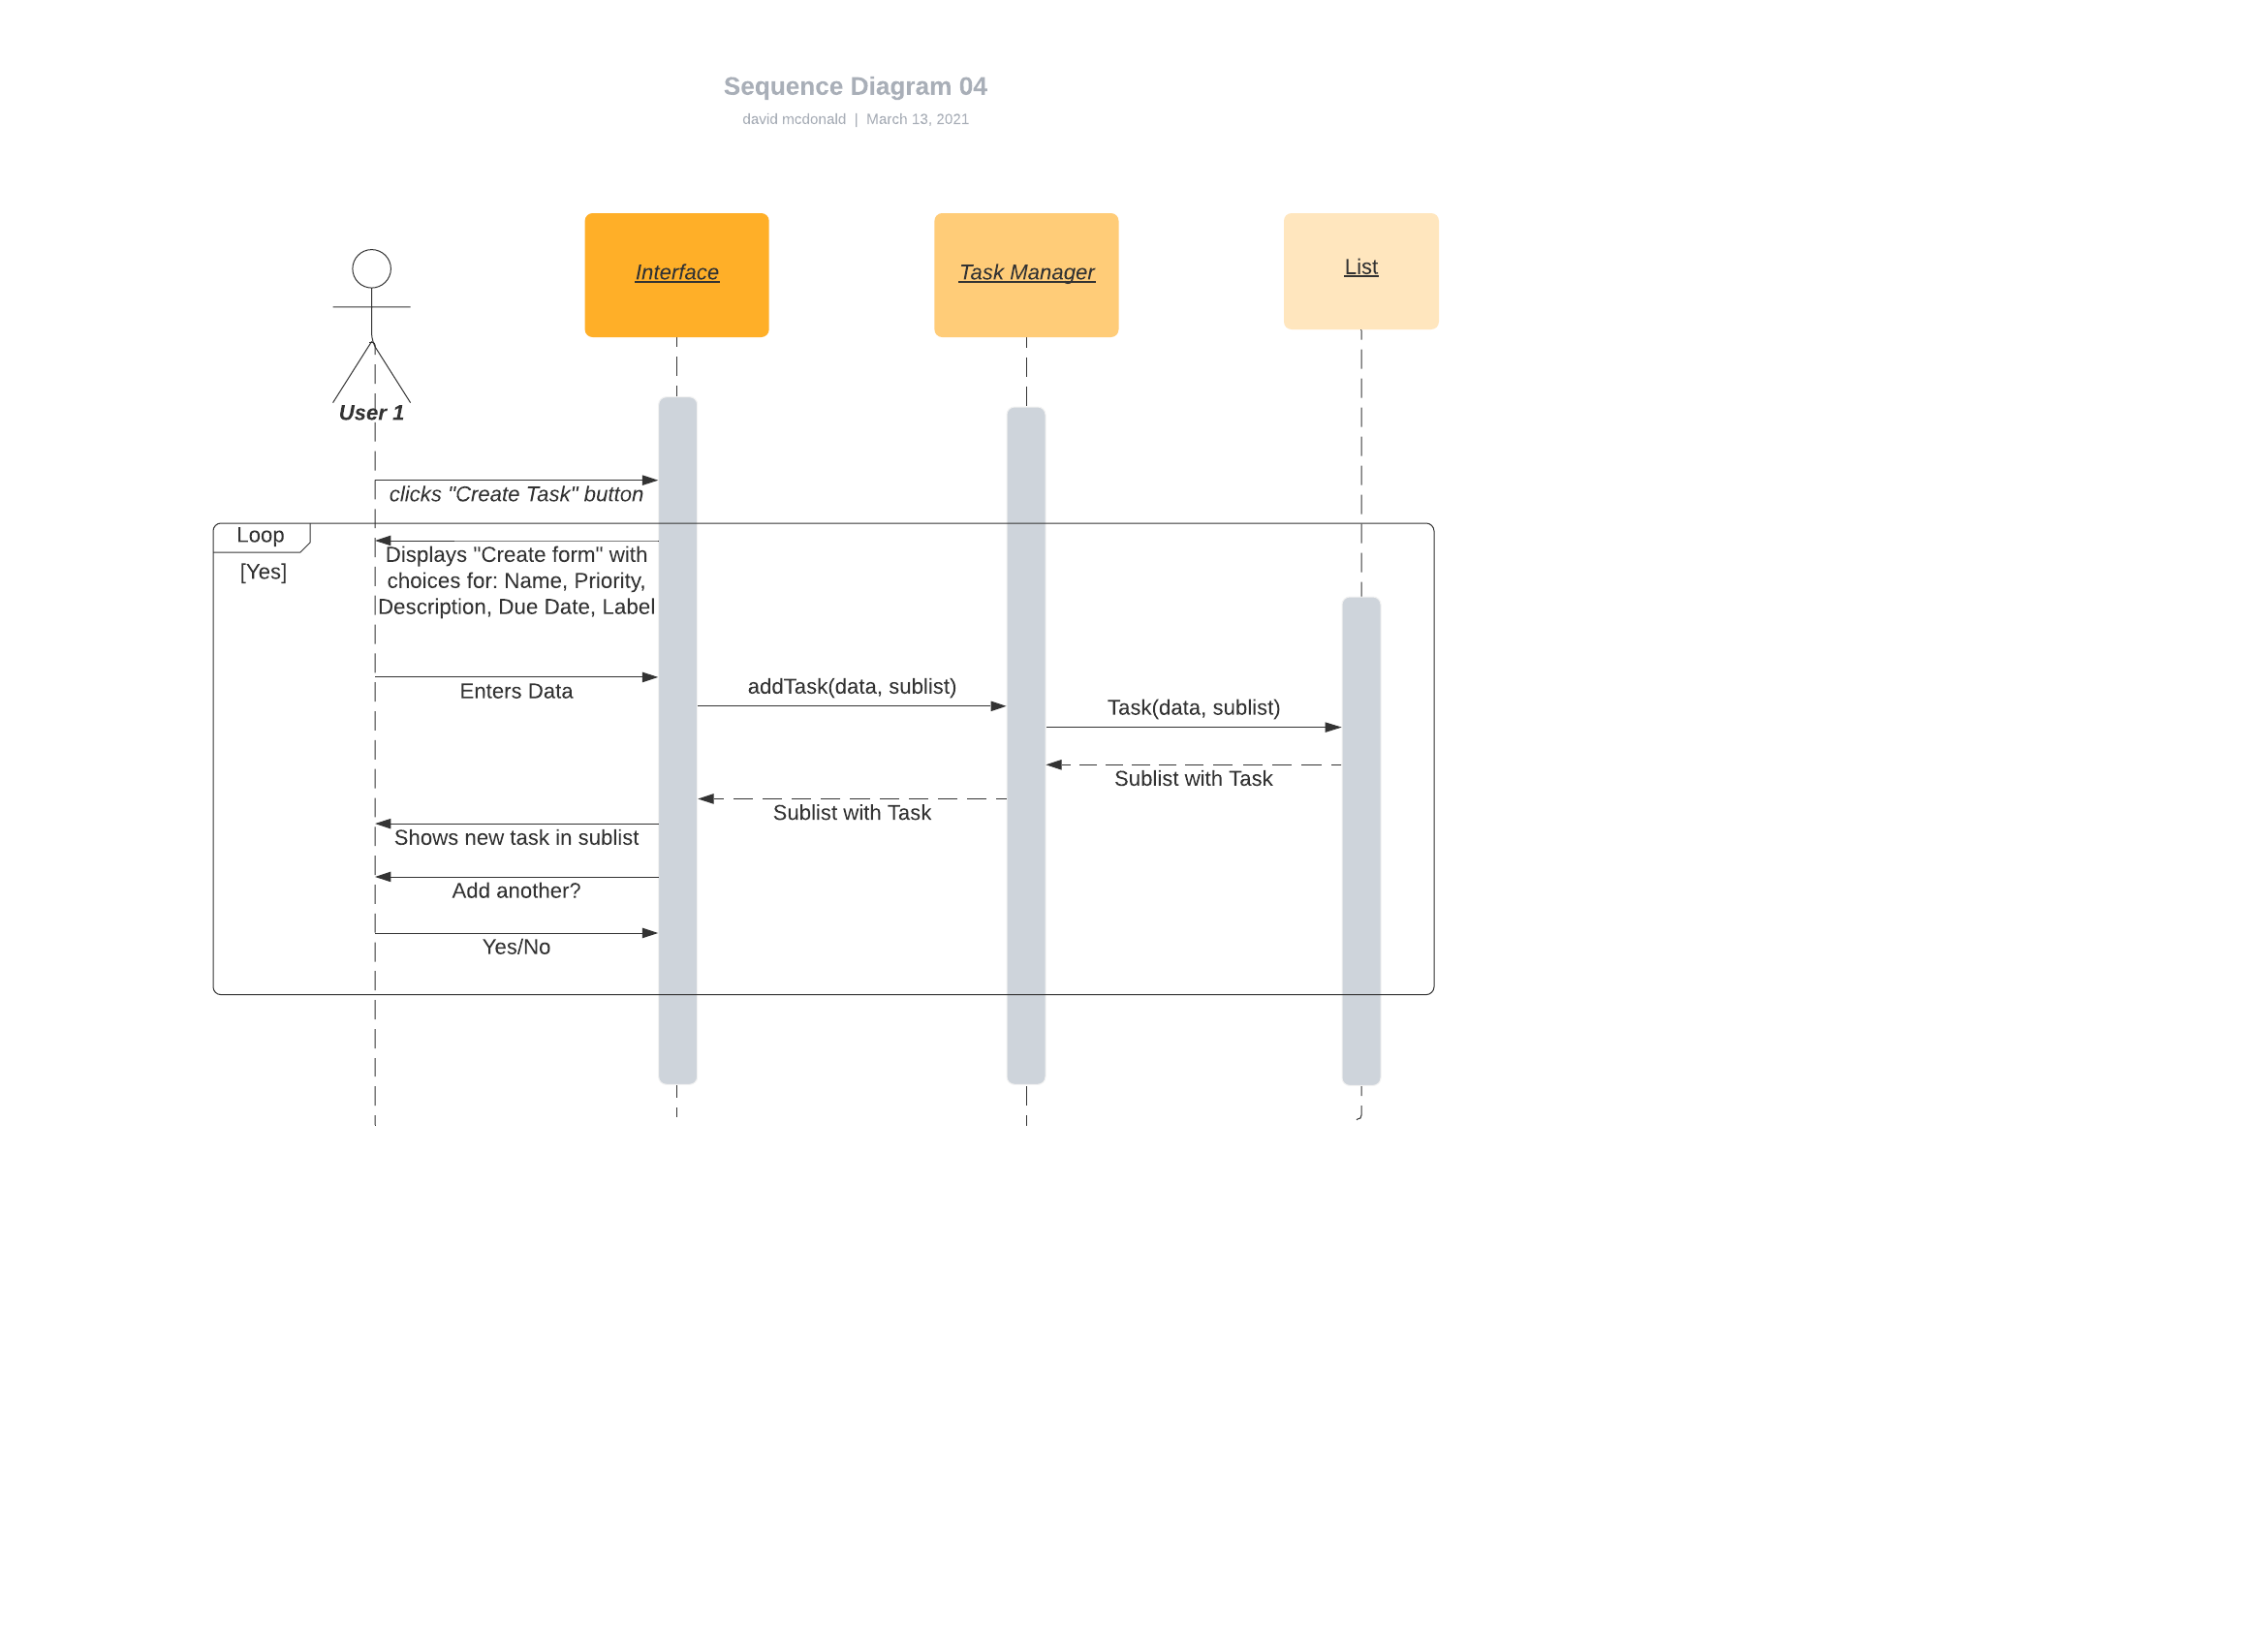 Sequence Diagram 04
david mcdonald | March 13, 2021
Interface
Task Manager
List
User 1
clicks "Create Task" button
Loop
[Yes]
Displays "Create form" with
choices for: Name, Priority,
Description, Due Date, Label
Enters Data
addTask(data, sublist)
Task(data, sublist)
Sublist with Task
Sublist with Task
Shows new task in sublist
Add another?
Yes/No